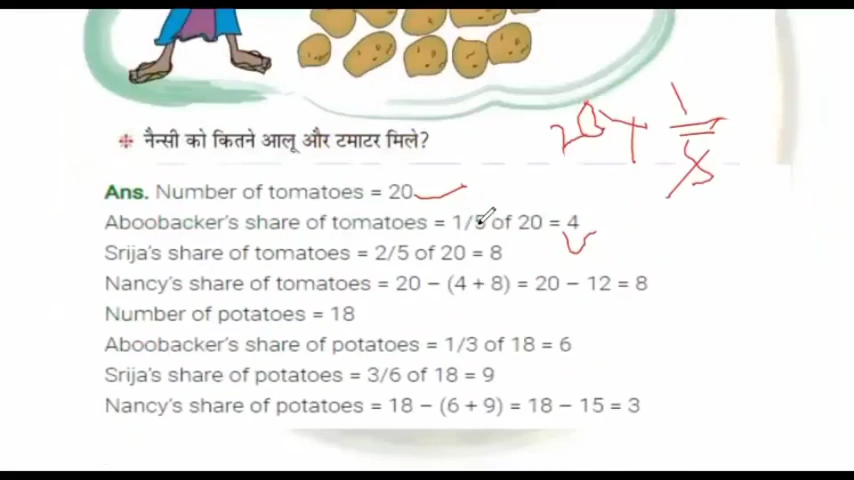 नैन्सी को कितने आलू और टमाटर मिले?
Ans. Number of tomatoes = 20
Aboobacker's share of tomatoes = 1/5 of 20 = 4
Srija's share of tomatoes = 2/5 of 20 = 8
Nancy's share of tomatoes = 20 − (4 + 8) = 20 − 12 = 8
Number of potatoes = 18
Aboobacker's share of potatoes = 1/3 of 18 = 6
Srija's share of potatoes = 3/6 of 18 = 9
Nancy's share of potatoes = 18 − (6 + 9) = 18 − 15 = 3